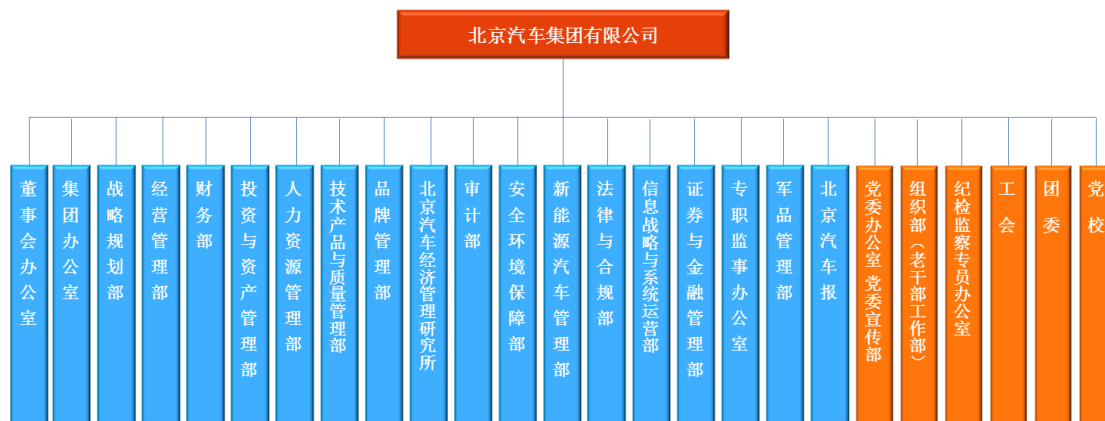 北京汽车集团有限公司
董事会办公室
集团办公室
战略规划部
经营管理部
财务部
投资与资产管理部
人力资源管理部
技术产品与质量管理部
品牌管理部
北京汽车经济管理研究所
审计部
安全环境保障部
新能源汽车管理部
法律与合规部
信息战略与系统运营部
证券与金融管理部
专职监事办公室
军品管理部
北京汽车报
党委办公室 党委宣传部
组织部（老干部工作部）
纪检监察专员办公室
工会
团委
党校